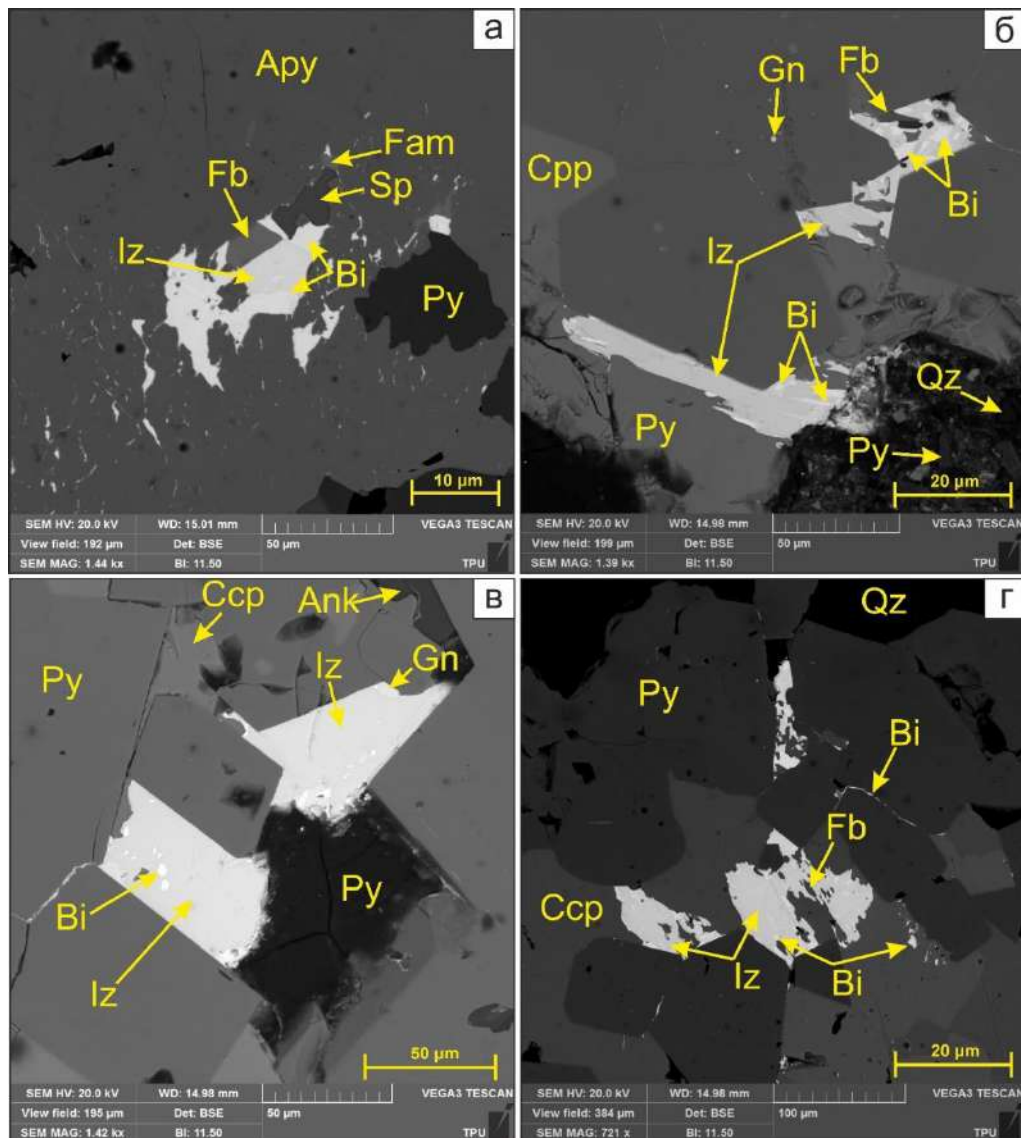 а
Apy
Fam
Fb
Sp
Iz
Bi
Py
10 µm
SEM HV: 20.0 kV WD: 15.01 mm VEGA3 TESCAN
View field: 192 µm Det: BSE 50 µm
SEM MAG: 1.44 kx BI: 11.50 TPU
б
Fb
Gn
Cpp
Bi
Iz
Bi
Qz
Py
Py
20 µm
SEM HV: 20.0 kV WD: 14.98 mm VEGA3 TESCAN
View field: 199 µm Det: BSE 50 µm
SEM MAG: 1.39 kx BI: 11.50 TPU
в
Ccp
Ank
Iz
Gn
Py
Bi
Py
Iz
50 µm
SEM HV: 20.0 kV WD: 14.98 mm VEGA3 TESCAN
View field: 195 µm Det: BSE 50 µm
SEM MAG: 1.42 kx BI: 11.50 TPU
г
Qz
Py
Bi
Fb
Ccp
Iz
Bi
20 µm
SEM HV: 20.0 kV WD: 14.98 mm VEGA3 TESCAN
View field: 384 µm Det: BSE 100 µm
SEM MAG: 721 x BI: 11.50 TPU